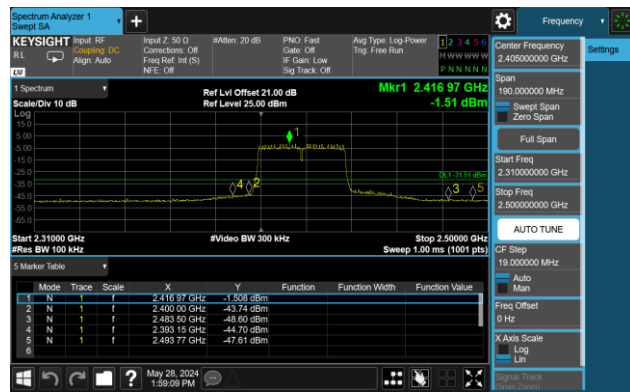 Spectrum Analyzer 1
Swept SA
Frequency
KEYSIGHT
RL
LXI
Input: RF
Coupling: DC
Align: Auto
Input Z: 50 Ω
Corrections: Off
Freq Ref: Int (S)
NFE: Off
#Atten: 20 dB
PNO: Fast
Gate: Off
IF Gain: Low
Sig Track: Off
Avg Type: Log-Power
Trig: Free Run
1 2 3 4 5 6
M W W W W W
P N N N N N
Center Frequency
2.405000000 GHz
Settings
Span
190.000000 MHz
Swept Span
Zero Span
Full Span
Start Freq
2.310000000 GHz
Stop Freq
2.500000000 GHz
AUTO TUNE
CF Step
19.000000 MHz
Auto
Man
Freq Offset
0 Hz
X Axis Scale
Log
Lin
Signal Track
(Span Zoom)
1 Spectrum
Scale/Div 10 dB
Log
Ref Lvl Offset 21.00 dB
Ref Level 25.00 dBm
Mkr1 2.416 97 GHz
-1.51 dBm
15.0
5.00
-5.00
-15.0
-25.0
-35.0
-45.0
-55.0
-65.0
1
DL1 -31.51 dBm
4
2
3
5
Start 2.31000 GHz
#Res BW 100 kHz
#Video BW 300 kHz
Stop 2.50000 GHz
Sweep 1.00 ms (1001 pts)
5 Marker Table
Mode Trace Scale X Y Function Function Width Function Value
1 N 1 f 2.416 97 GHz -1.508 dBm
2 N 1 f 2.400 00 GHz -43.74 dBm
3 N 1 f 2.483 50 GHz -48.60 dBm
4 N 1 f 2.393 15 GHz -44.70 dBm
5 N 1 f 2.493 77 GHz -47.61 dBm
6
?
May 28, 2024
1:59:09 PM